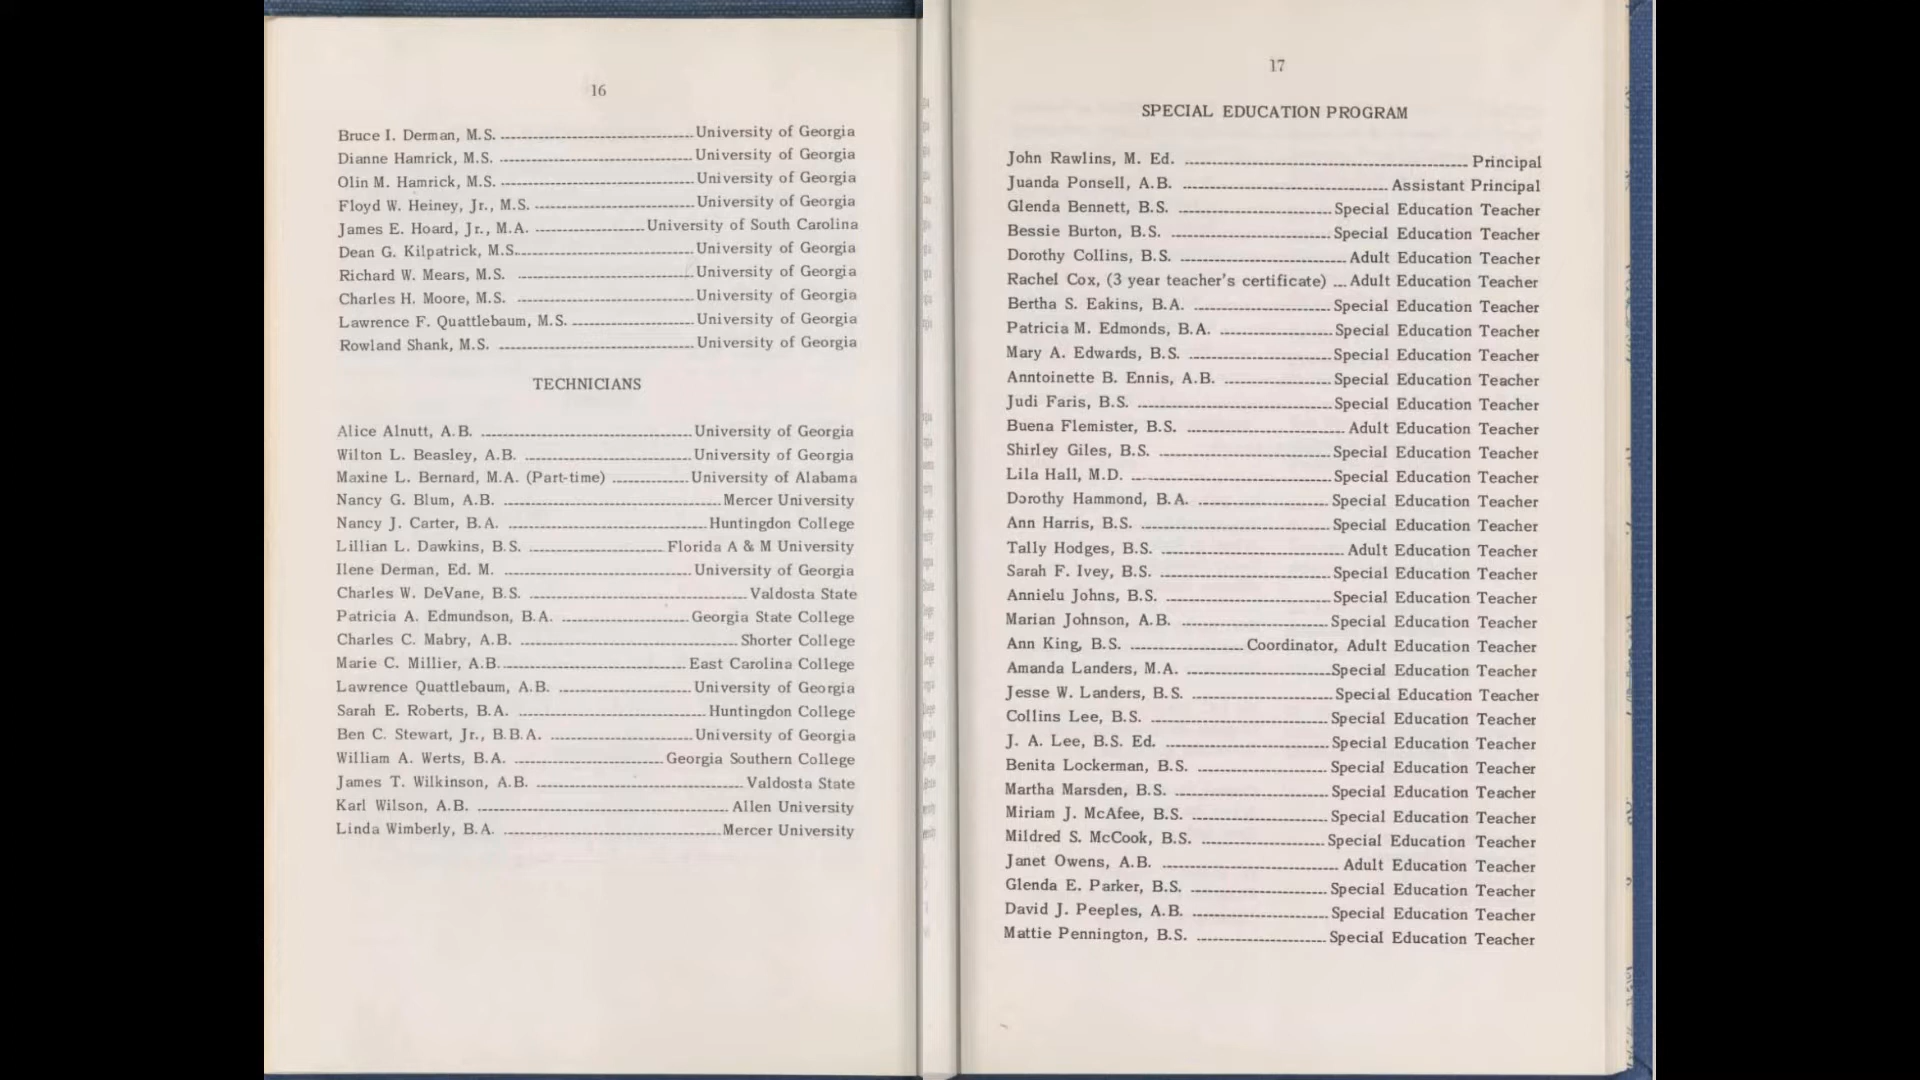 16
Bruce I. Derman, M.S. University of Georgia
Dianne Hamrick, M.S. University of Georgia
Olin M. Hamrick, M.S. University of Georgia
Floyd W. Heiney, Jr., M.S. University of Georgia
James E. Hoard, Jr., M.A. University of South Carolina
Dean G. Kilpatrick, M.S. University of Georgia
Richard W. Mears, M.S. University of Georgia
Charles H. Moore, M.S. University of Georgia
Lawrence F. Quattlebaum, M.S. University of Georgia
Rowland Shank, M.S. University of Georgia
TECHNICIANS
Alice Alnutt, A.B. University of Georgia
Wilton L. Beasley, A.B. University of Georgia
Maxine L. Bernard, M.A. (Part-time) University of Alabama
Nancy G. Blum, A.B. Mercer University
Nancy J. Carter, B.A. Huntingdon College
Lillian L. Dawkins, B.S. Florida A & M University
Ilene Derman, Ed. M. University of Georgia
Charles W. DeVane, B.S. Valdosta State
Patricia A. Edmundson, B.A. Georgia State College
Charles C. Mabry, A.B. Shorter College
Marie C. Millier, A.B. East Carolina College
Lawrence Quattlebaum, A.B. University of Georgia
Sarah E. Roberts, B.A. Huntingdon College
Ben C. Stewart, Jr., B.B.A. University of Georgia
William A. Werts, B.A. Georgia Southern College
James T. Wilkinson, A.B. Valdosta State
Karl Wilson, A.B. Allen University
Linda Wimberly, B.A. Mercer University
17
SPECIAL EDUCATION PROGRAM
John Rawlins, M. Ed. Principal
Juanda Ponsell, A.B. Assistant Principal
Glenda Bennett, B.S. Special Education Teacher
Bessie Burton, B.S. Special Education Teacher
Dorothy Collins, B.S. Adult Education Teacher
Rachel Cox, (3 year teacher's certificate) Adult Education Teacher
Bertha S. Eakins, B.A. Special Education Teacher
Patricia M. Edmonds, B.A. Special Education Teacher
Mary A. Edwards, B.S. Special Education Teacher
Anntoinette B. Ennis, A.B. Special Education Teacher
Judi Faris, B.S. Special Education Teacher
Buena Flemister, B.S. Adult Education Teacher
Shirley Giles, B.S. Special Education Teacher
Lila Hall, M.D. Special Education Teacher
Dorothy Hammond, B.A. Special Education Teacher
Ann Harris, B.S. Special Education Teacher
Tally Hodges, B.S. Adult Education Teacher
Sarah F. Ivey, B.S. Special Education Teacher
Annielu Johns, B.S. Special Education Teacher
Marian Johnson, A.B. Special Education Teacher
Ann King, B.S. Coordinator, Adult Education Teacher
Amanda Landers, M.A. Special Education Teacher
Jesse W. Landers, B.S. Special Education Teacher
Collins Lee, B.S. Special Education Teacher
J. A. Lee, B.S. Ed. Special Education Teacher
Benita Lockerman, B.S. Special Education Teacher
Martha Marsden, B.S. Special Education Teacher
Miriam J. McAfee, B.S. Special Education Teacher
Mildred S. McCook, B.S. Special Education Teacher
Janet Owens, A.B. Adult Education Teacher
Glenda E. Parker, B.S. Special Education Teacher
David J. Peeples, A.B. Special Education Teacher
Mattie Pennington, B.S. Special Education Teacher